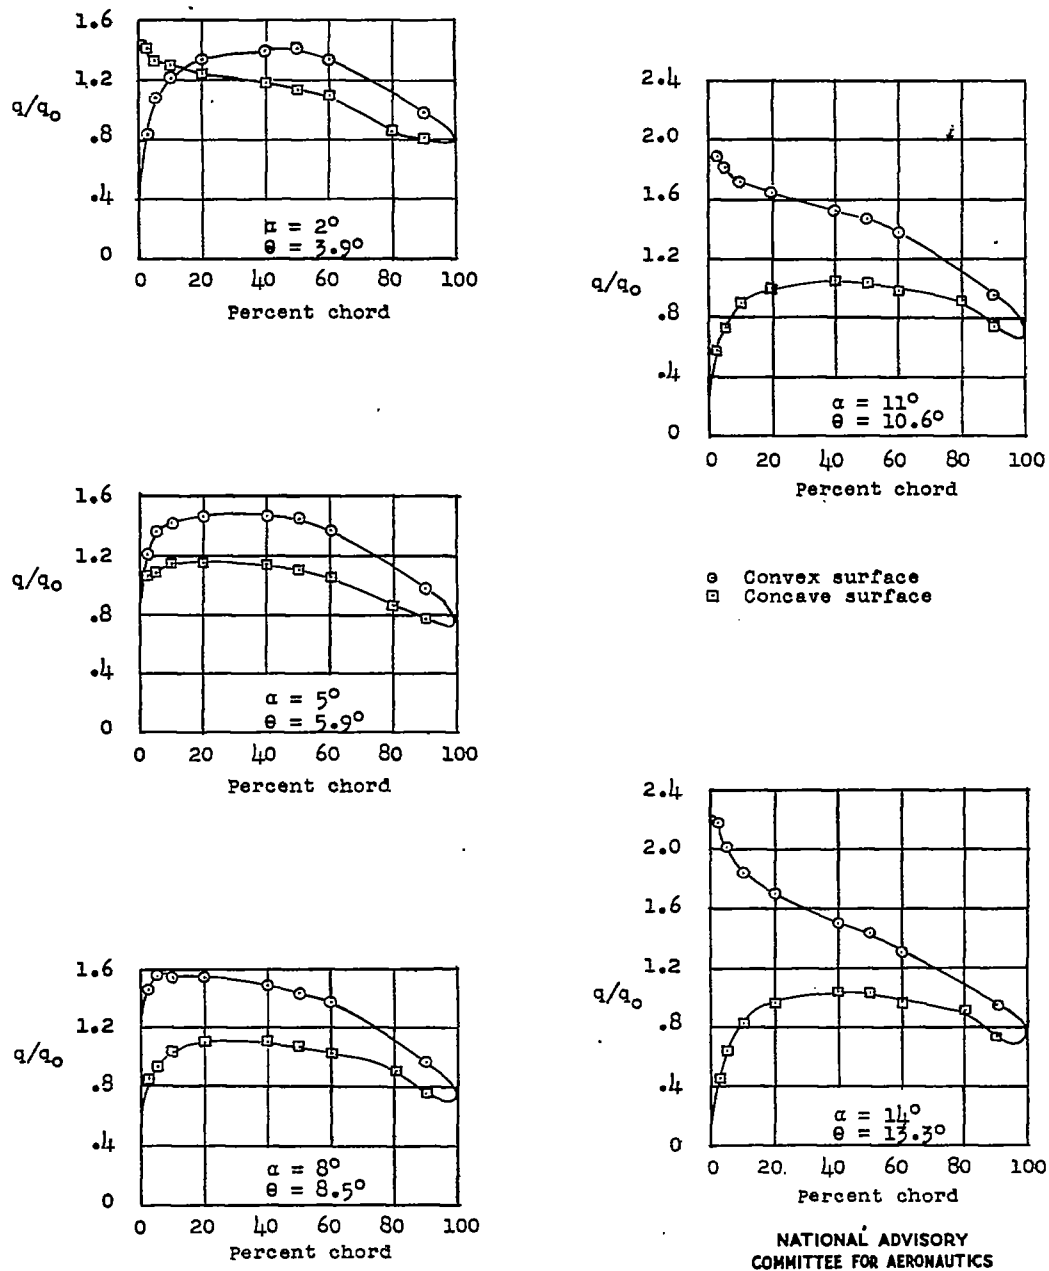 1.6
1.2
.8
.4
0
q/q₀
α = 2°
θ = 3.9°
0 20 40 60 80 100
Percent chord
1.6
1.2
.8
.4
0
q/q₀
α = 5°
θ = 5.9°
0 20 40 60 80 100
Percent chord
1.6
1.2
.8
.4
0
q/q₀
α = 8°
θ = 8.5°
0 20 40 60 80 100
Percent chord
2.4
2.0
1.6
1.2
.8
.4
0
q/q₀
α = 11°
θ = 10.6°
0 20 40 60 80 100
Percent chord
Convex surface
Concave surface
2.4
2.0
1.6
1.2
.8
.4
0
q/q₀
α = 14°
θ = 13.3°
0 20. 40 60 80 100
Percent chord
NATIONAL ADVISORY
COMMITTEE FOR AERONAUTICS